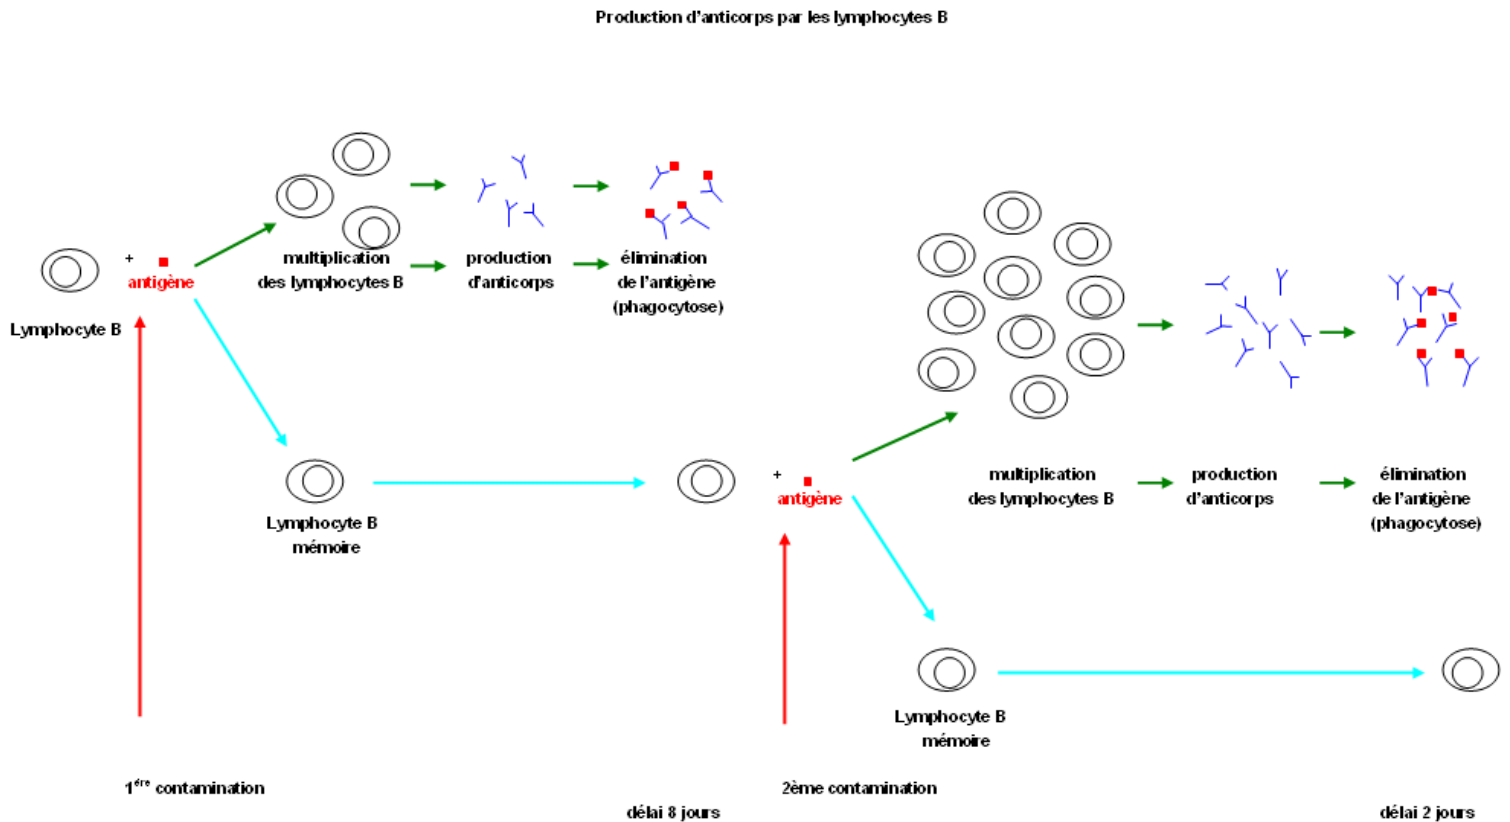 Production d'anticorps par les lymphocytes B
+
antigène
Lymphocyte B
multiplication
des lymphocytes B
production
d'anticorps
élimination
de l'antigène
(phagocytose)
Lymphocyte B
mémoire
+
antigène
multiplication
des lymphocytes B
production
d'anticorps
élimination
de l'antigène
(phagocytose)
Lymphocyte B
mémoire
1ére contamination
délai 8 jours
2ème contamination
délai 2 jours